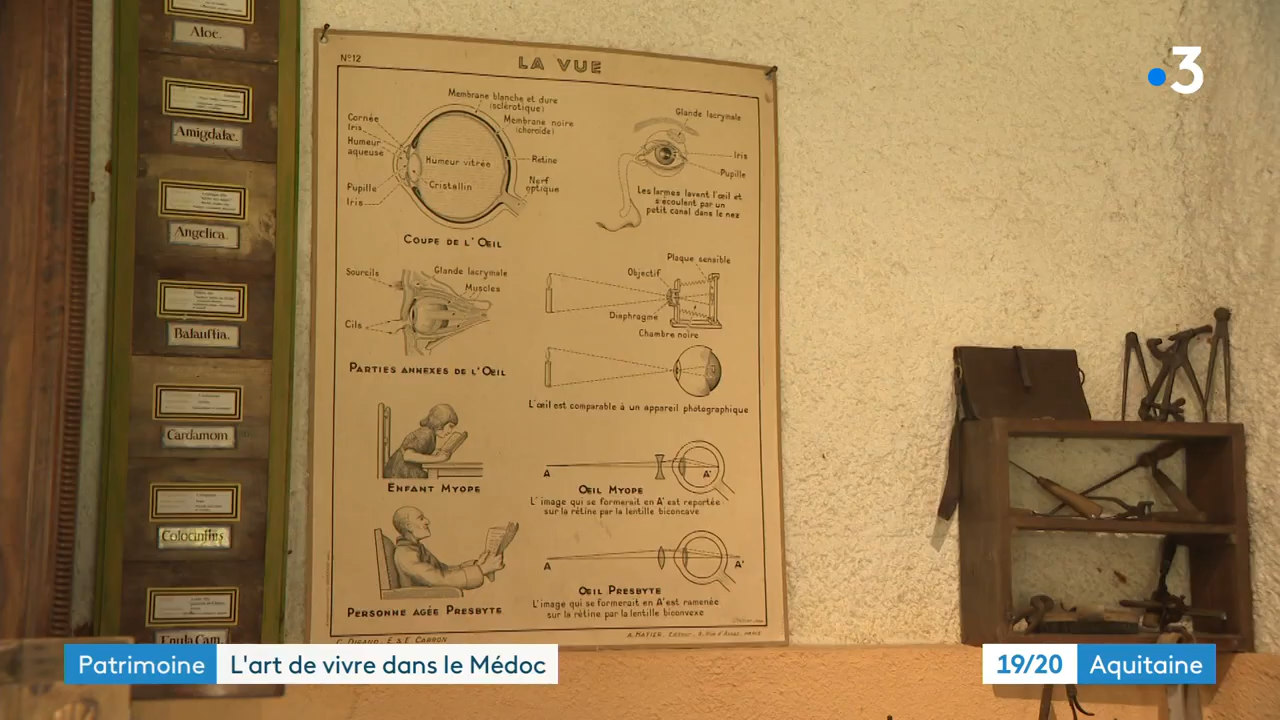 Aloe.
Amigdalæ.
Angelica.
Balaustia.
Cardamom
Colocinthis
Enula Cam.
N°12
LA VUE
Membrane blanche et dure
(sclérotique)
Membrane noire
(choroïde)
Cornée
Iris
Humeur
aqueuse
Humeur vitrée
Rétine
Cristallin
Nerf
optique
Pupille
Iris
COUPE DE L'OEIL
Glande lacrymale
Iris
Pupille
Les larmes lavent l'œil et
s'écoulent par un
petit canal dans le nez
Sourcils
Glande lacrymale
Muscles
Cils
PARTIES ANNEXES DE L'OEIL
Plaque sensible
Objectif
Diaphragme
Chambre noire
L'œil est comparable à un appareil photographique
ENFANT MYOPE
A
A'
OEIL MYOPE
L'image qui se formerait en A' est reportée
sur la rétine par la lentille biconcave
PERSONNE AGÉE PRESBYTE
A
A'
OEIL PRESBYTE
L'image qui se formerait en A' est ramenée
sur la rétine par la lentille biconvexe
3
Patrimoine
L'art de vivre dans le Médoc
19/20
Aquitaine